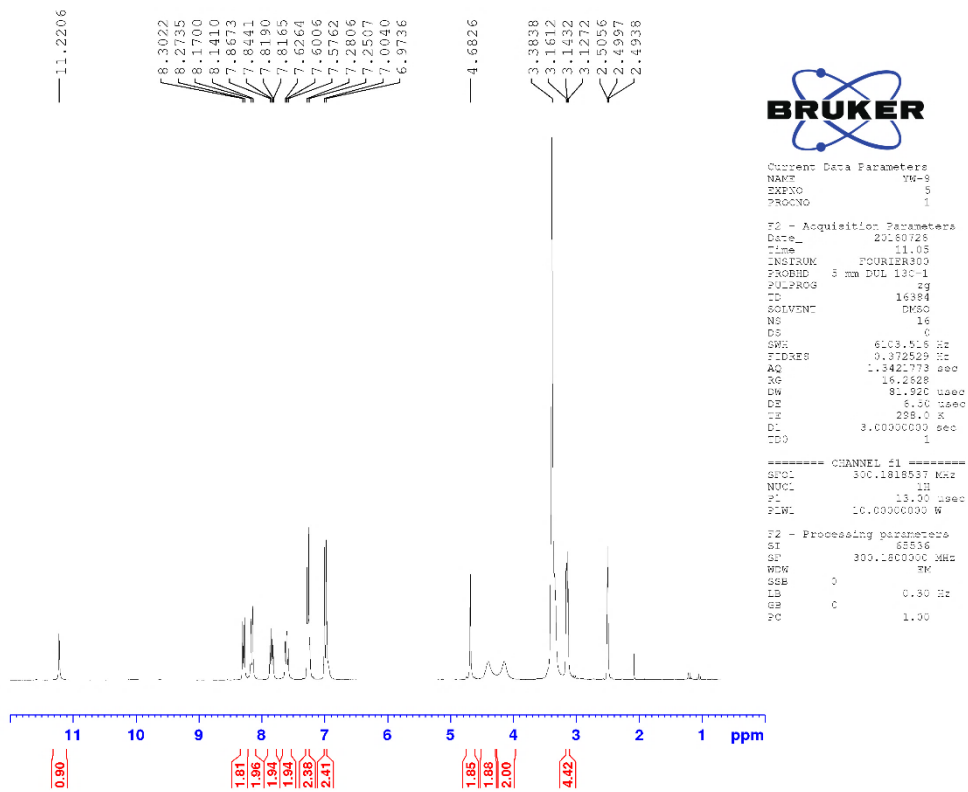 11.2206
8.3022
8.2735
8.1700
8.1410
7.8673
7.8441
7.8190
7.8165
7.6264
7.6006
7.5762
7.2806
7.2507
7.0040
6.9736
4.6826
3.3838
3.1612
3.1432
3.1272
2.5056
2.4997
2.4938
BRUKER
Current Data Parameters
NAME YW-9
EXPNO 5
PROCNO 1
F2 - Acquisition Parameters
Date_ 20160726
Time 11.05
INSTRUM FOURIER300
PROBHD 5 mm DUL 13C-1
PULPROG zg
TD 16384
SOLVENT DMSO
NS 16
DS 0
SWH 6103.516 Hz
FIDRES 0.372529 Hz
AQ 1.3421773 sec
RG 16.2628
DW 81.920 usec
DE 6.50 usec
TE 298.0 K
D1 3.00000000 sec
TD0 1
======== CHANNEL f1 ========
SFO1 300.1818537 MHz
NUC1 1H
P1 13.00 usec
PLW1 10.00000000 W
F2 - Processing parameters
SI 65536
SF 300.1800000 MHz
WDW EM
SSB 0
LB 0.30 Hz
GB 0
PC 1.00
11 10 9 8 7 6 5 4 3 2 1 ppm
0.90
1.81
1.96
1.94
1.94
2.38
2.41
1.85
1.88
2.00
4.42